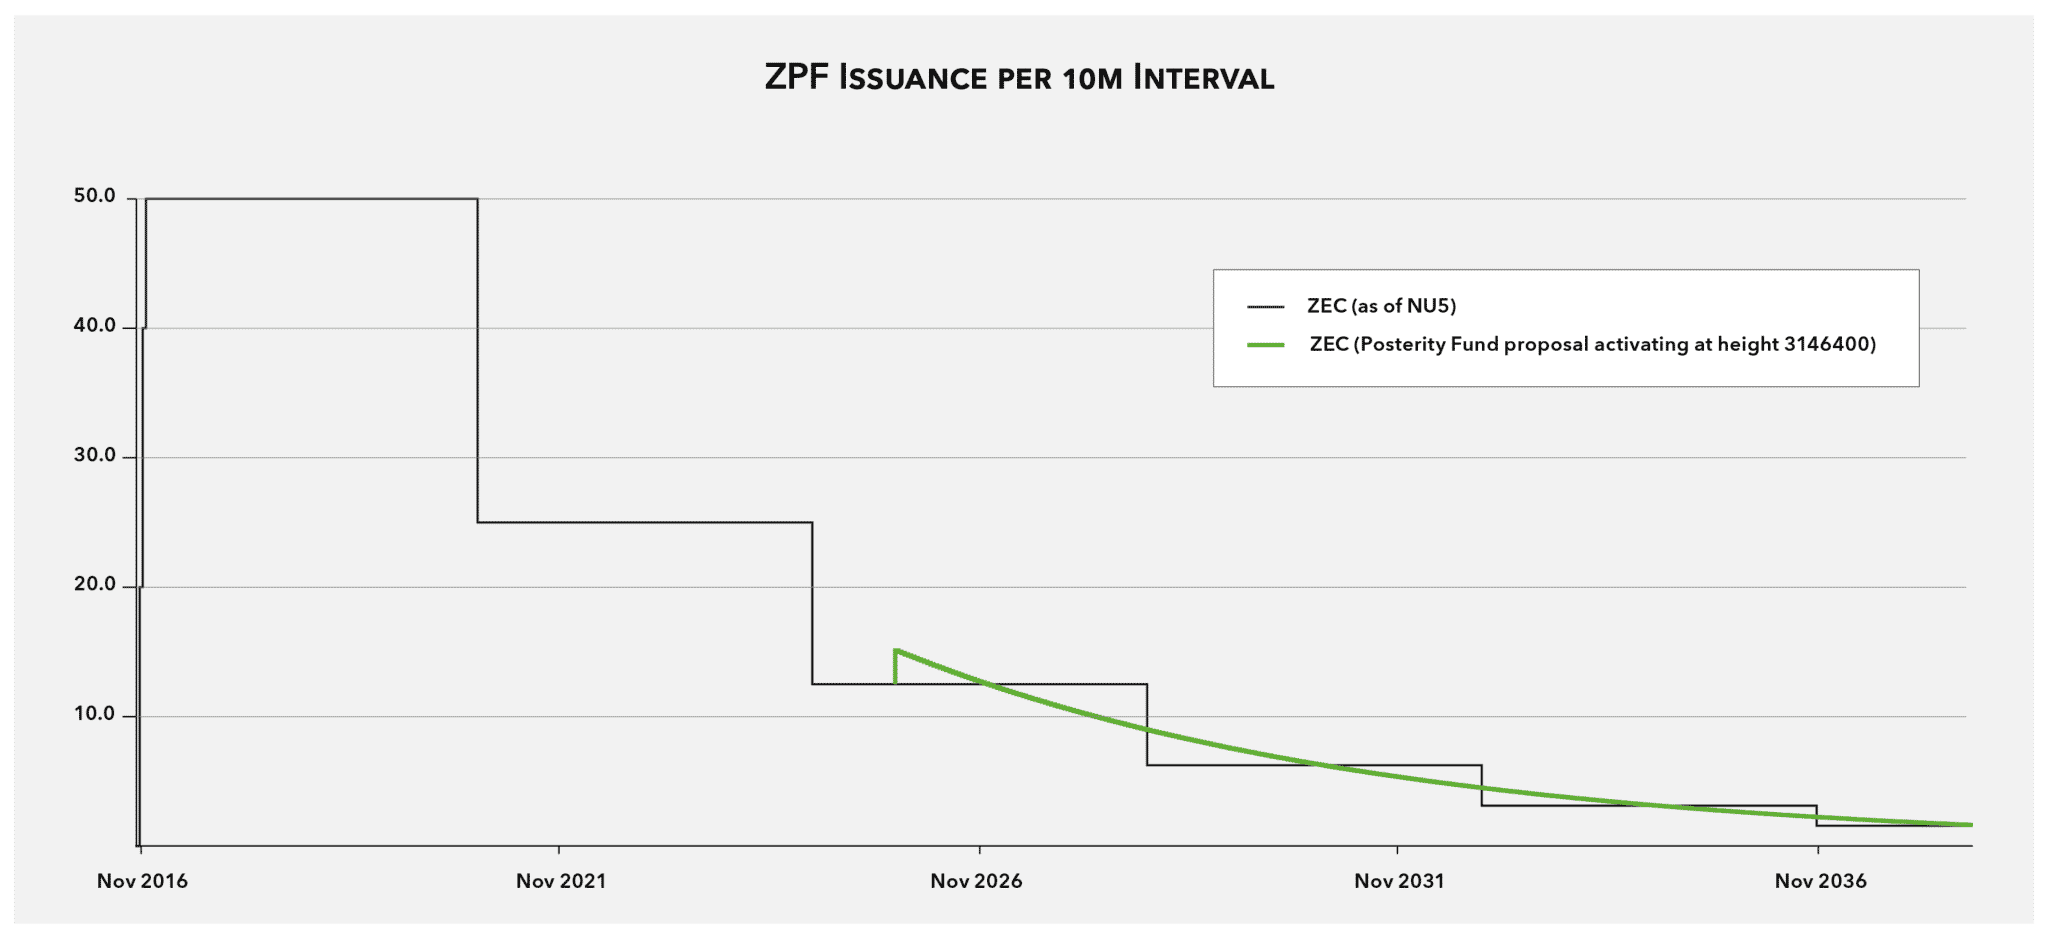 ZPF Issuance per 10m Interval
50.0
40.0
30.0
20.0
10.0
ZEC (as of NU5)
ZEC (Posterity Fund proposal activating at height 3146400)
Nov 2016 Nov 2021 Nov 2026 Nov 2031 Nov 2036